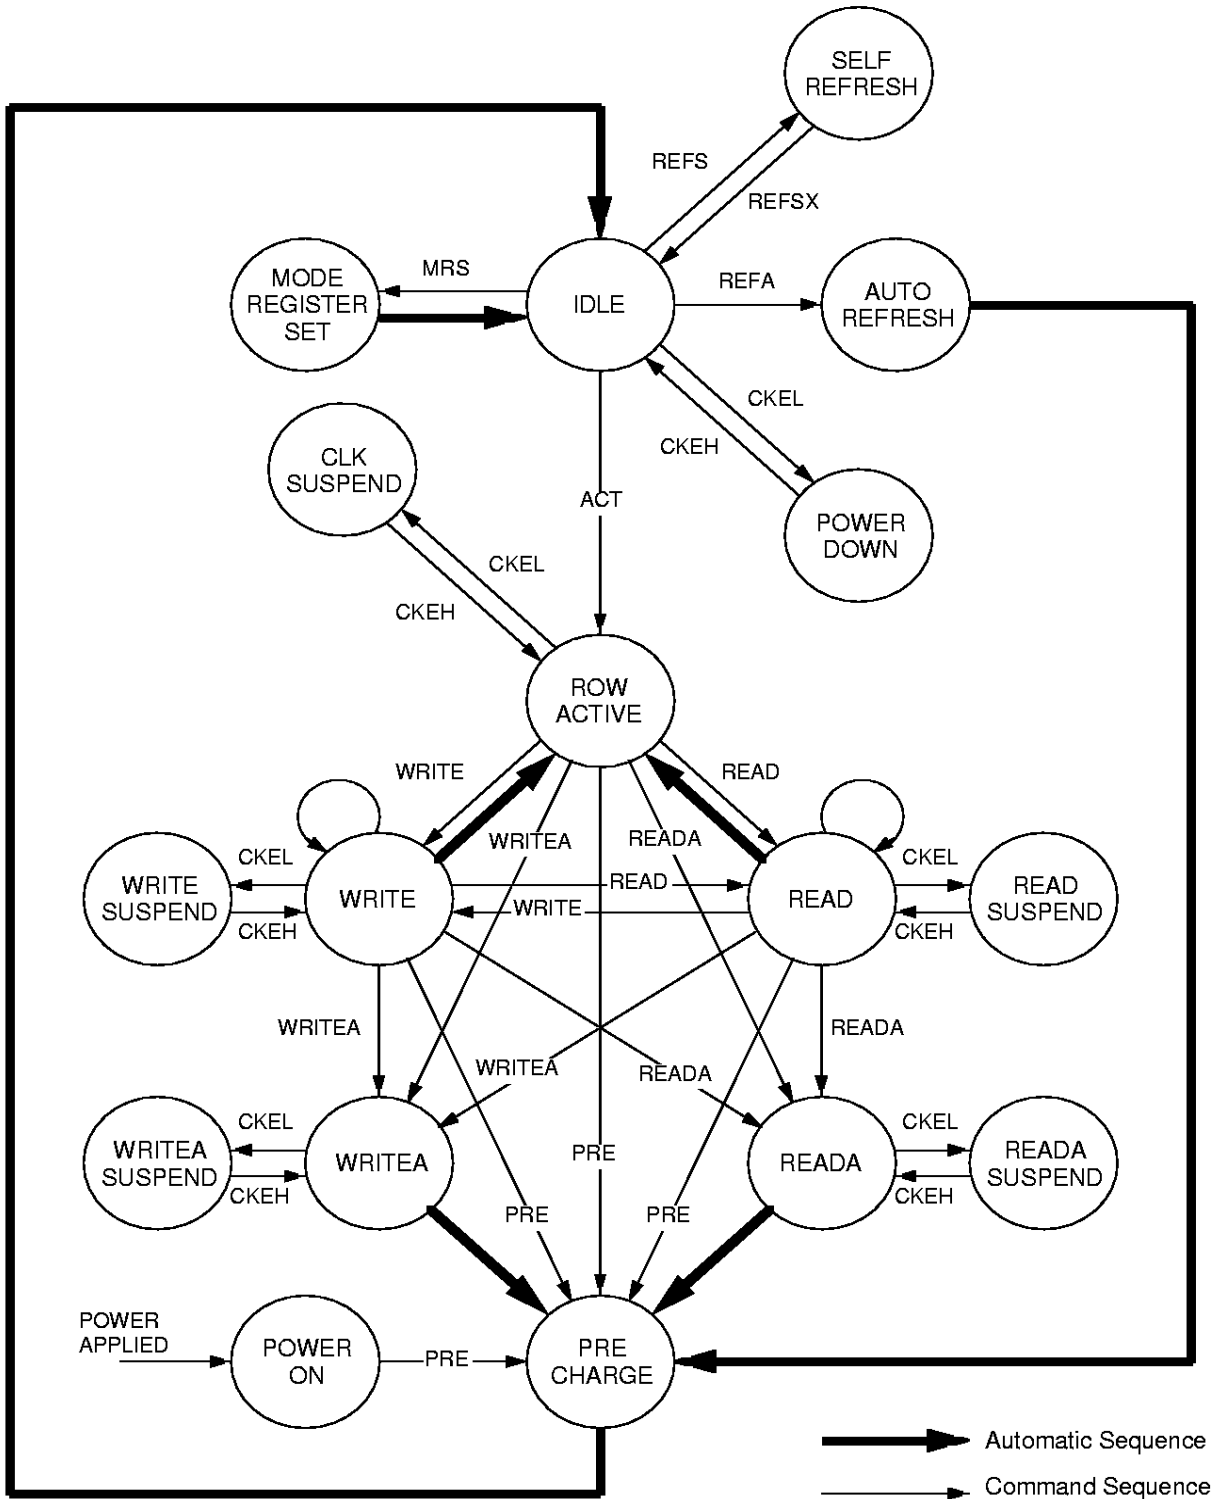 SELF
REFRESH
REFS
REFSX
MODE
REGISTER
SET
MRS
IDLE
REFA
AUTO
REFRESH
CKEL
CKEH
CLK
SUSPEND
ACT
POWER
DOWN
CKEL
CKEH
ROW
ACTIVE
WRITE
READ
WRITEA
READA
CKEL
CKEL
WRITE
SUSPEND
WRITE
READ
READ
READ
SUSPEND
WRITE
CKEH
CKEH
WRITEA
READA
WRITEA
READA
CKEL
CKEL
WRITEA
SUSPEND
WRITEA
PRE
READA
READA
SUSPEND
CKEH
CKEH
PRE
PRE
POWER
APPLIED
POWER
ON
PRE
PRE
CHARGE
Automatic Sequence
Command Sequence